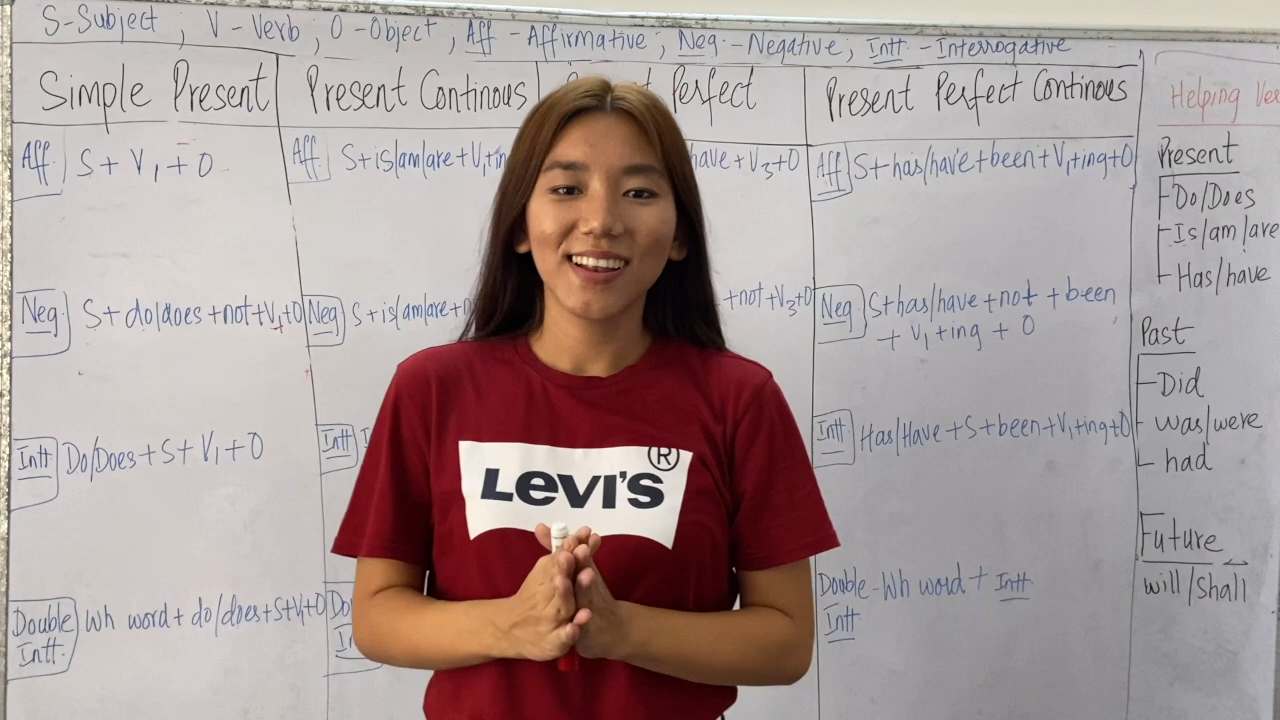 S-Subject , V-Verb , O-Object , Aff -Affirmative , Neg.-Negative , Intt -Interrogative
Simple Present
Aff S + V₁ + O
Neg S + do/does + not + V₁ + O
Intt Do/Does + S + V₁ + O
Double Wh word + do/does + S + V₁ + O
Intt.
Present Continous
Aff. S + is/am/are + V₁ + in
Neg S + is/am/are + n
Intt I
Do
In
Perfect
have + V₃ + O
+ not + V₃ + O
Present Perfect Continous
Aff S + has/have + been + V₁ + ing + O
Neg S + has/have + not + been
+ V₁ + ing + O
Intt Has/Have + S + been + V₁ + ing + O
Double-Wh word + Intt
Intt
Helping Ver
Present
Do/Does
Is/am/are
Has/have
Past
Did
was/were
had
Future
will/Shall
Levi's ®